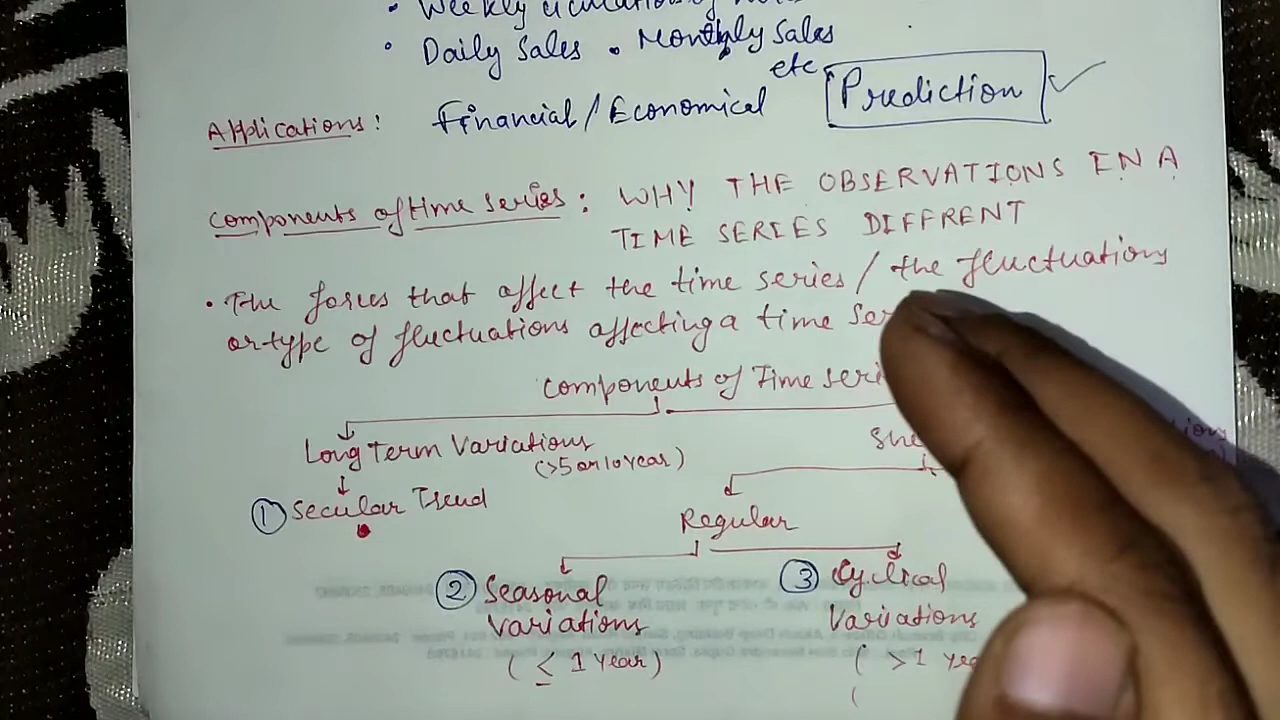 Weekly
• Daily Sales • Monthly Sales
etc
Applications: Financial / Economical Prediction
Components of time series: WHY THE OBSERVATIONS IN A
TIME SERIES DIFFRENT
• The forces that affect the time series / the fluctuations
or type of fluctuations affecting a time
Components of Time
Long Term Variations
(>5 or 10 year)
① Secular Trend
Regular
② Seasonal
Variations
(≤ 1 Year)
③ Cyclical
Variations
( > 1
(